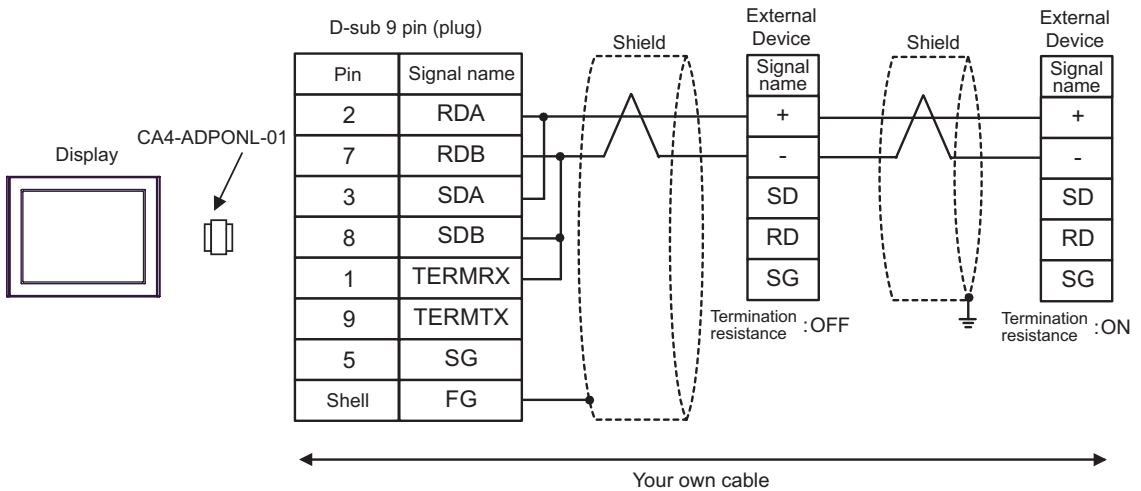 D-sub 9 pin (plug)
External
Device
External
Device
Shield
Shield
Pin Signal name
Signal
name
Signal
name
2 RDA
+
+
CA4-ADPONL-01
Display
7 RDB
-
-
3 SDA
SD
SD
8 SDB
RD
RD
1 TERMRX
SG
SG
9 TERMTX
Termination
resistance :OFF
Termination
resistance :ON
5 SG
Shell FG
Your own cable